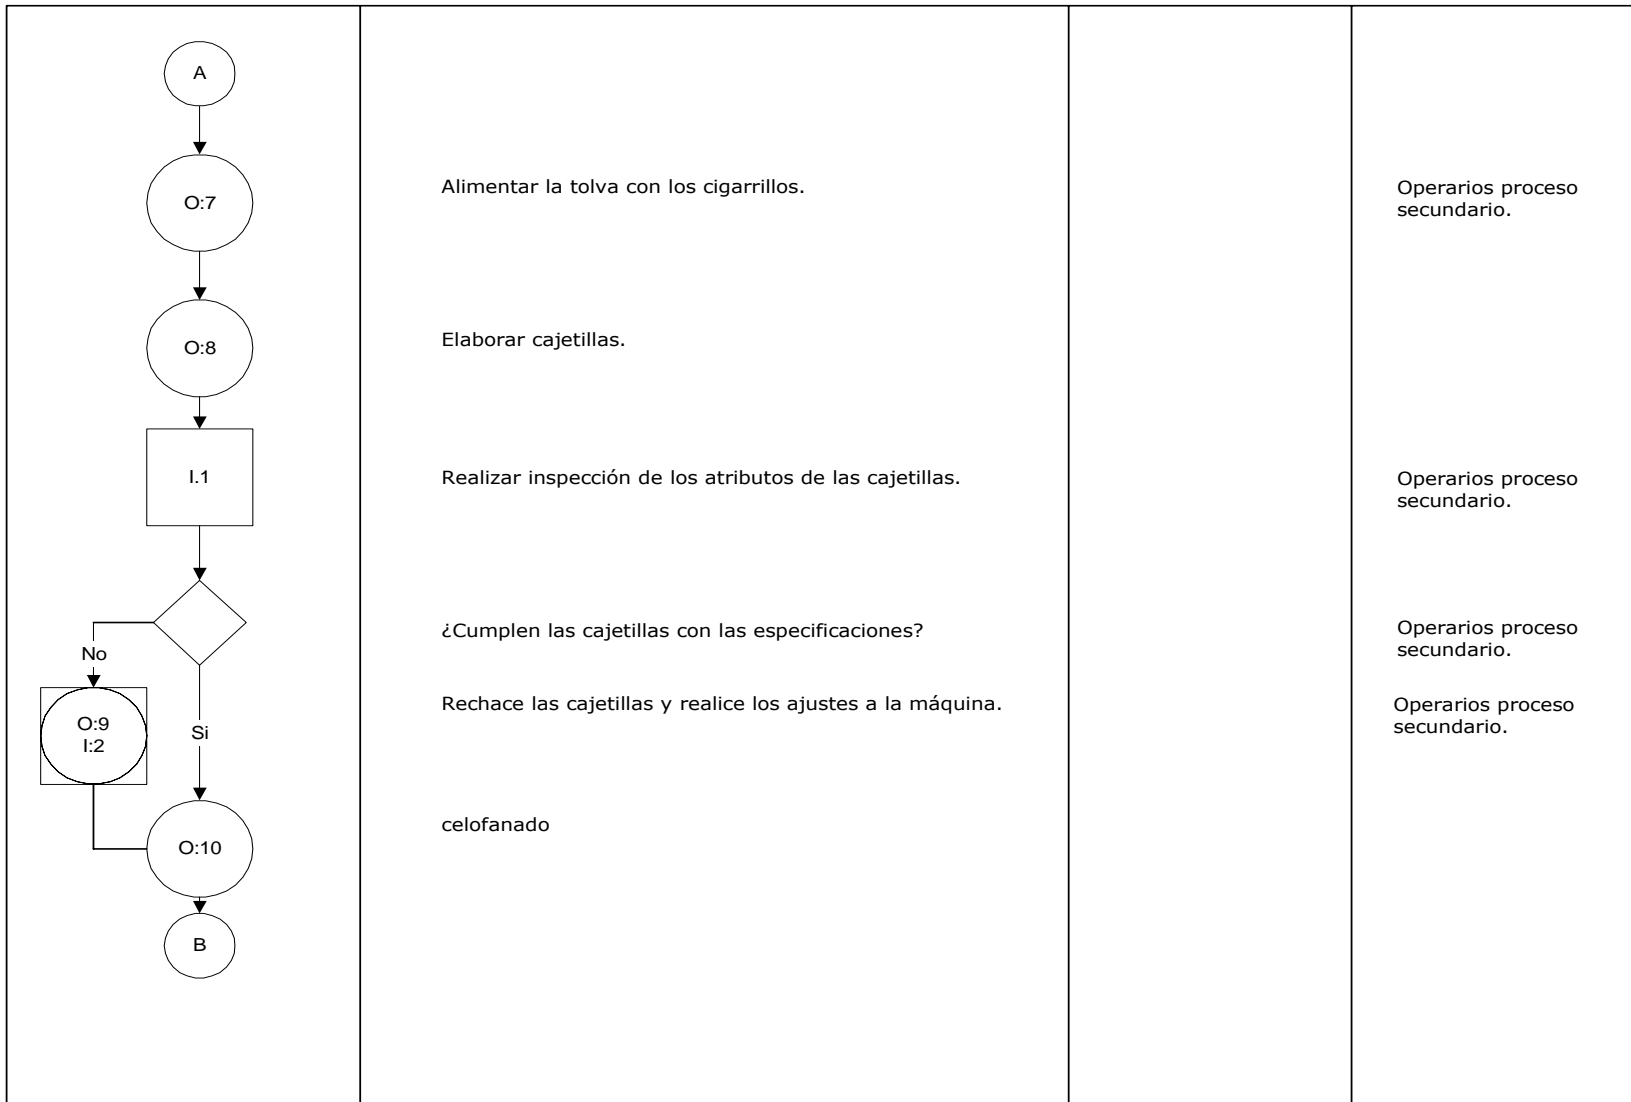 A
O:7
Alimentar la tolva con los cigarrillos.
Operarios proceso
secundario.
O:8
Elaborar cajetillas.
I.1
Realizar inspección de los atributos de las cajetillas.
Operarios proceso
secundario.
¿Cumplen las cajetillas con las especificaciones?
Operarios proceso
secundario.
No
O:9
I:2
Si
Rechace las cajetillas y realice los ajustes a la máquina.
Operarios proceso
secundario.
O:10
celofanado
B